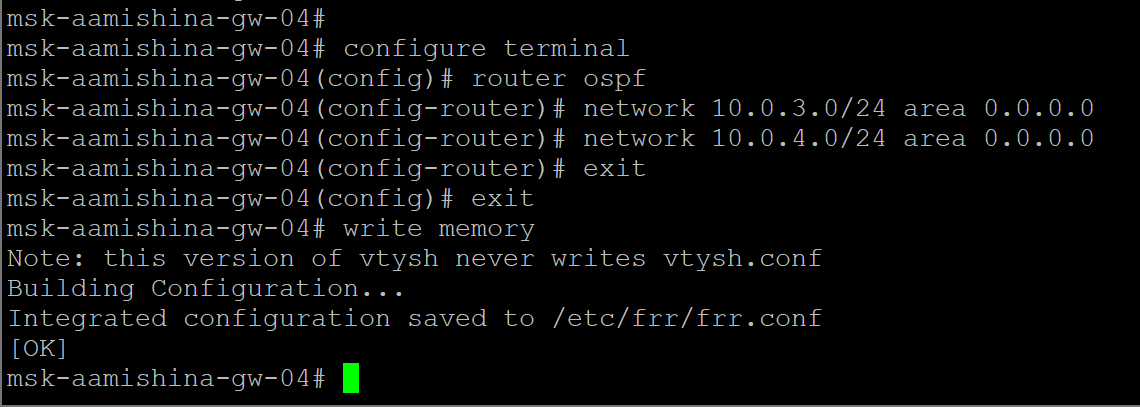 msk-aamishina-gw-04#
msk-aamishina-gw-04# configure terminal
msk-aamishina-gw-04(config)# router ospf
msk-aamishina-gw-04(config-router)# network 10.0.3.0/24 area 0.0.0.0
msk-aamishina-gw-04(config-router)# network 10.0.4.0/24 area 0.0.0.0
msk-aamishina-gw-04(config-router)# exit
msk-aamishina-gw-04(config)# exit
msk-aamishina-gw-04# write memory
Note: this version of vtysh never writes vtysh.conf
Building Configuration...
Integrated configuration saved to /etc/frr/frr.conf
[OK]
msk-aamishina-gw-04#